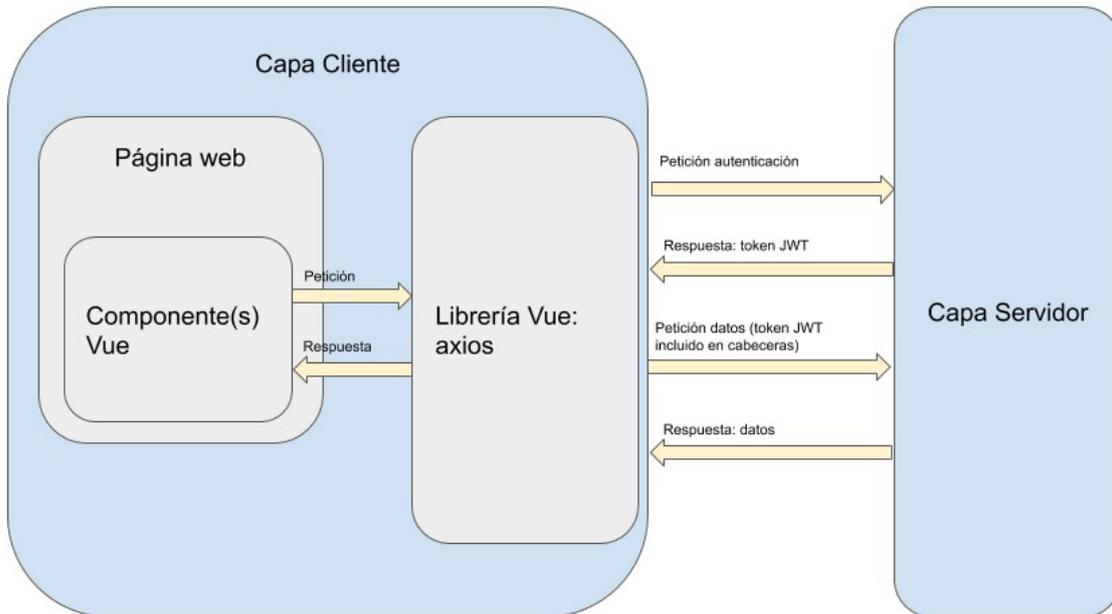 Capa Cliente
Página web
Componente(s)
Vue
Petición
Respuesta
Librería Vue:
axios
Petición autenticación
Respuesta: token JWT
Petición datos (token JWT
incluido en cabeceras)
Respuesta: datos
Capa Servidor